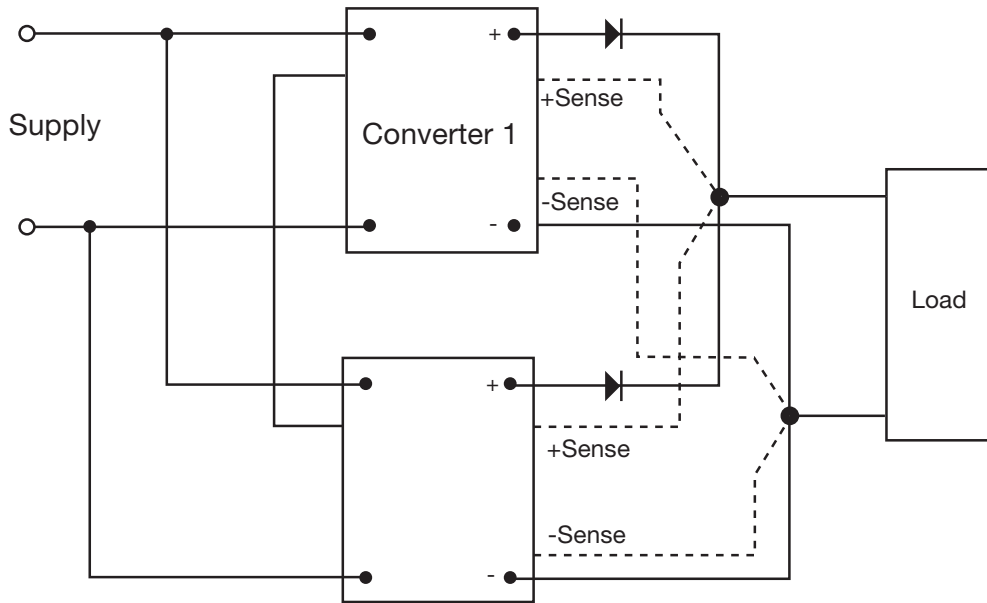 +
+Sense
Supply
Converter 1
-Sense
-
Load
+
+Sense
-Sense
-